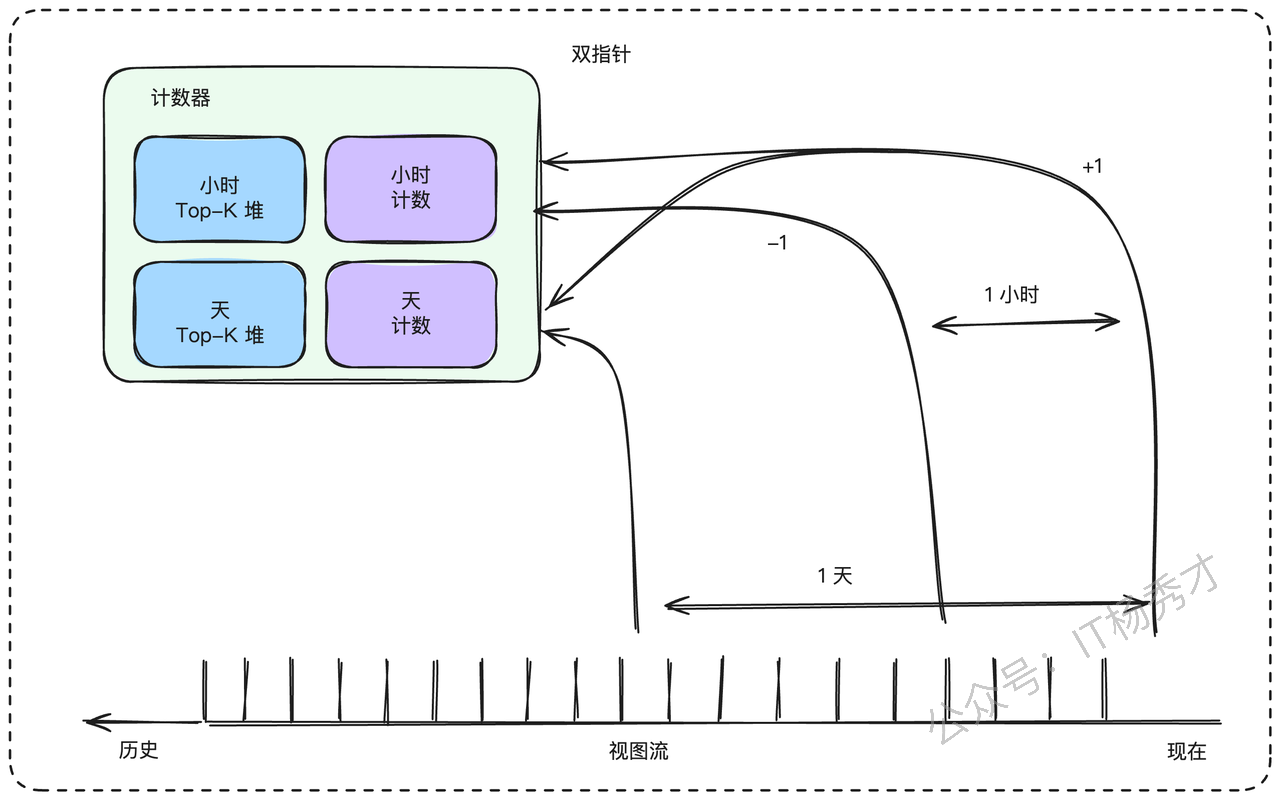 双指针
计数器
小时
Top-K 堆
小时
计数
天
Top-K 堆
天
计数
+1
-1
1 小时
1 天
历史
视图流
现在
公众号：IT杨秀才